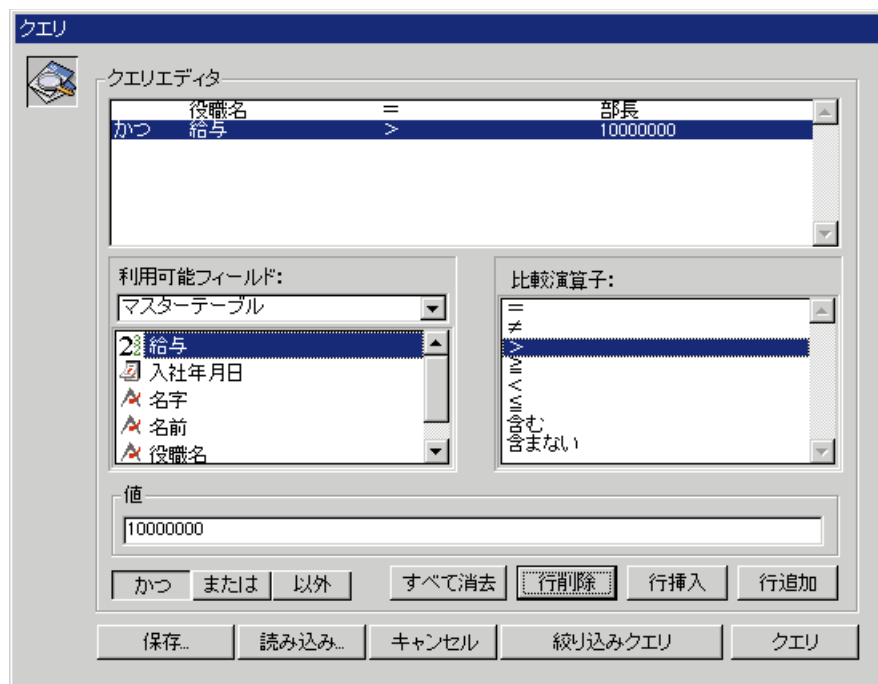 クエリ
クエリエディタ
役職名 = 部長
かつ 給与 > 10000000
利用可能フィールド:
マスターテーブル
給与
入社年月日
名字
名前
役職名
比較演算子:
=
≠
>
≧
<
≦
含む
含まない
値
10000000
かつ または 以外 すべて消去 行削除 行挿入 行追加
保存... 読み込み... キャンセル 絞り込みクエリ クエリ